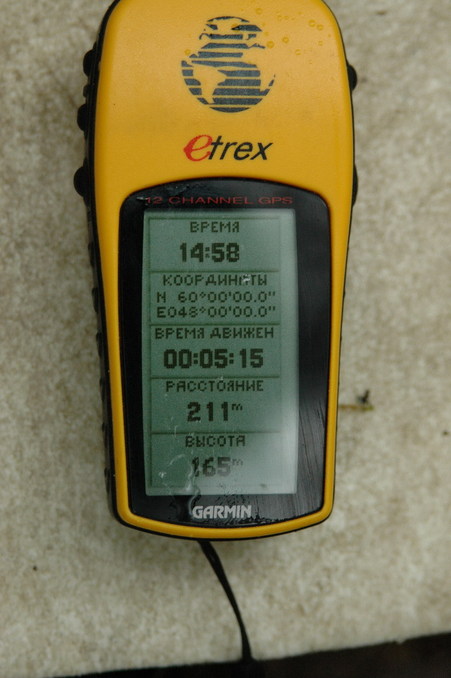 etrex
12 CHANNEL GPS
ВРЕМЯ
14:58
КООРДИНАТЫ
N 60°00'00.0"
E048°00'00.0"
ВРЕМЯ ДВИЖЕН
00:05:15
РАССТОЯНИЕ
211m
ВЫСОТА
165m
GARMIN